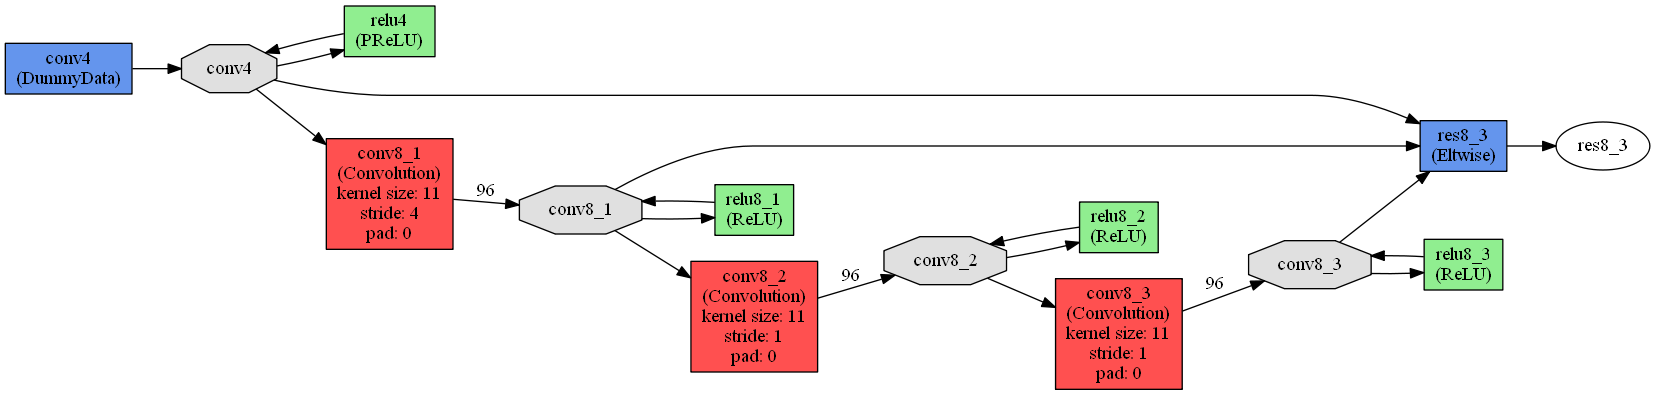 conv4
(DummyData)
conv4
relu4
(PReLU)
conv8_1
(Convolution)
kernel size: 11
stride: 4
pad: 0
96
conv8_1
relu8_1
(ReLU)
conv8_2
(Convolution)
kernel size: 11
stride: 1
pad: 0
96
conv8_2
relu8_2
(ReLU)
conv8_3
(Convolution)
kernel size: 11
stride: 1
pad: 0
96
conv8_3
relu8_3
(ReLU)
res8_3
(Eltwise)
res8_3